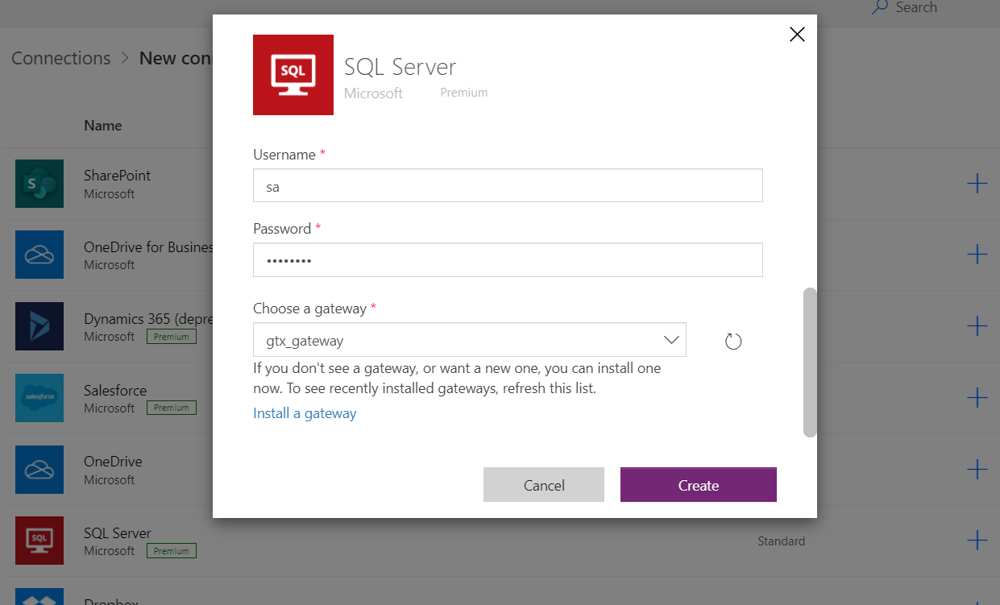 Search
Connections > New con
SQL
SQL Server
Microsoft Premium
Name
Username *
sa
Password *
••••••••
Choose a gateway *
gtx_gateway
If you don't see a gateway, or want a new one, you can install one
now. To see recently installed gateways, refresh this list.
Install a gateway
Cancel
Create
S
SharePoint
Microsoft
OneDrive for Busines
Microsoft
Dynamics 365 (depre
Microsoft Premium
salesforce
Salesforce
Microsoft Premium
OneDrive
Microsoft
SQL
SQL Server
Microsoft Premium
Standard
Dropbox